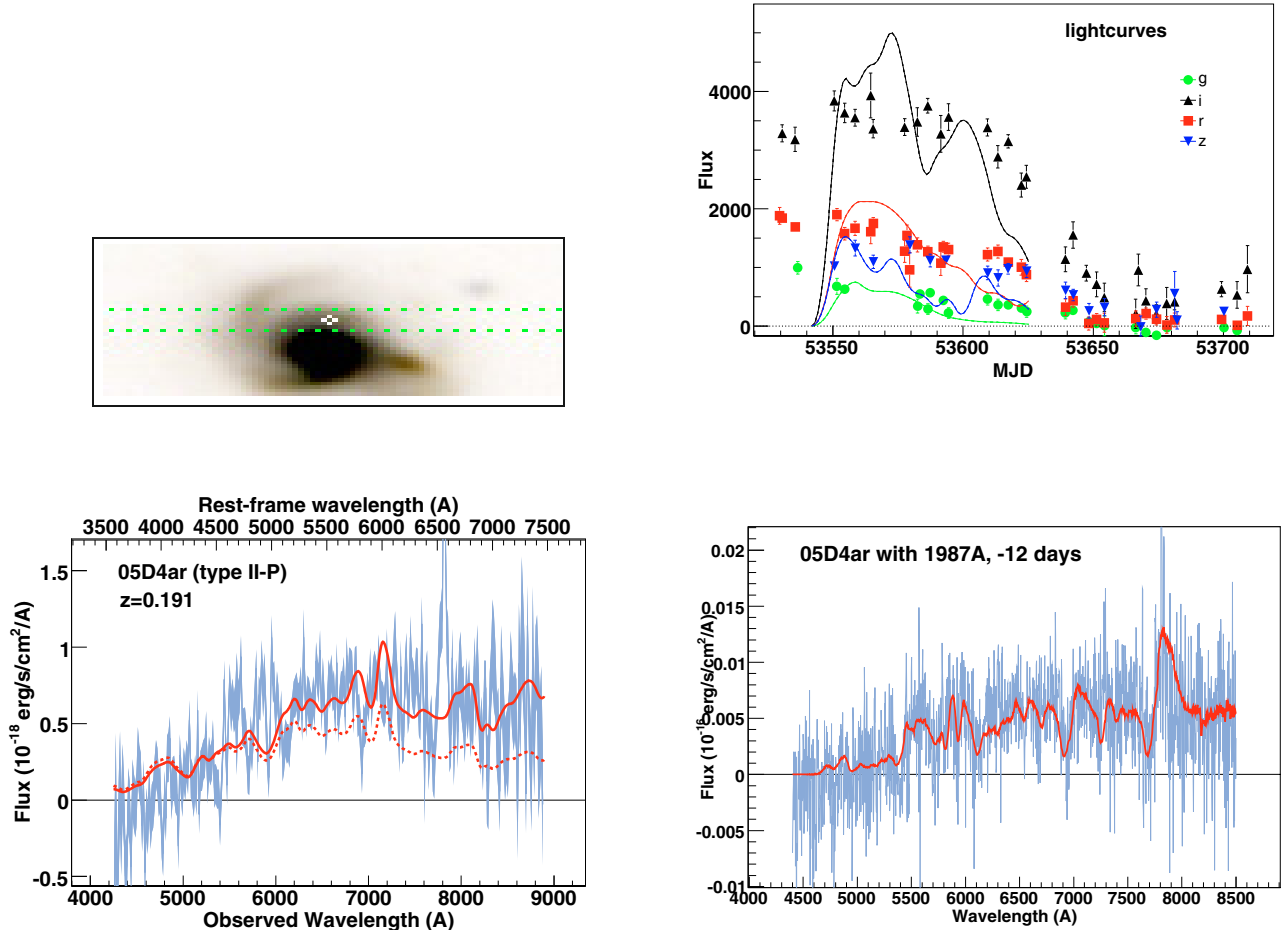 lightcurves
g
i
r
z
Flux
4000
2000
0
53550 53600 53650 53700
MJD
Rest-frame wavelength (A)
3500 4000 4500 5000 5500 6000 6500 7000 7500
05D4ar (type II-P)
z=0.191
Flux (10⁻¹⁸ erg/s/cm²/A)
1.5
1
0.5
0
-0.5
4000 5000 6000 7000 8000 9000
Observed Wavelength (A)
05D4ar with 1987A, -12 days
Flux (10⁻¹⁶ erg/s/cm²/A)
0.02
0.015
0.01
0.005
0
-0.005
-0.01
4000 4500 5000 5500 6000 6500 7000 7500 8000 8500
Wavelength (A)